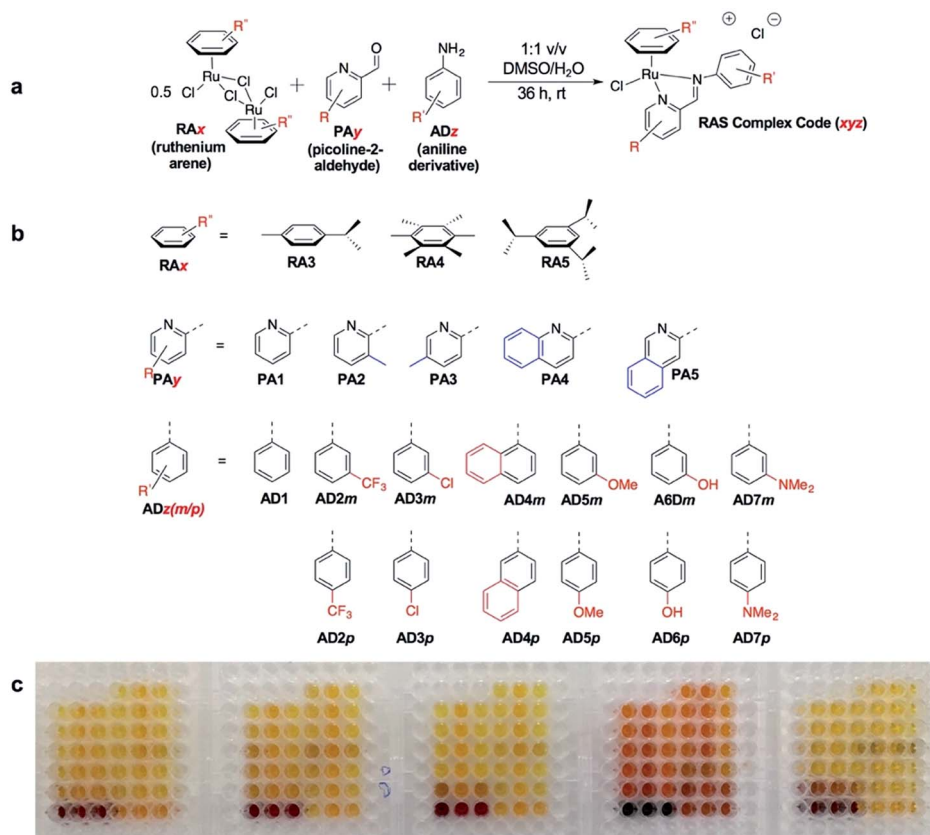 a
R"
Ru
Cl
Cl
Cl
Cl
Ru
R"
0.5
RAx
(ruthenium
arene)
+
N
O
R
PAy
(picoline-2-
aldehyde)
+
NH2
R'
ADz
(aniline
derivative)
1:1 v/v
DMSO/H2O
36 h, rt
R"
Ru
Cl
N
N
R'
R
+
Cl
−
RAS Complex Code (xyz)
b
R"
RAx
=
RA3
RA4
RA5
N
R
PAy
=
N
PA1
N
PA2
N
PA3
N
PA4
N
PA5
R'
ADz(m/p)
=
AD1
CF3
AD2m
Cl
AD3m
AD4m
OMe
AD5m
OH
A6Dm
NMe2
AD7m
CF3
AD2p
Cl
AD3p
AD4p
OMe
AD5p
OH
AD6p
NMe2
AD7p
c